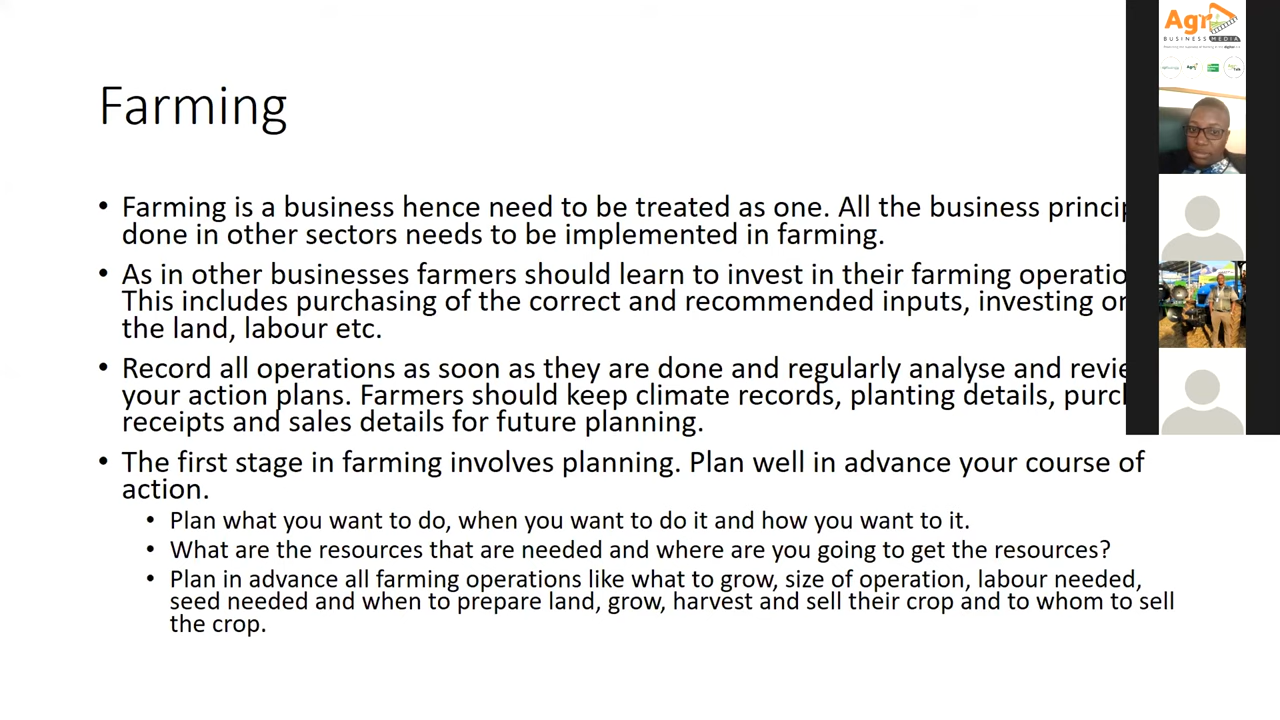 Farming
• Farming is a business hence need to be treated as one. All the business
done in other sectors needs to be implemented in farming.
• As in other businesses farmers should learn to invest in their farming
This includes purchasing of the correct and recommended inputs, investing
the land, labour etc.
• Record all operations as soon as they are done and regularly analyse and
your action plans. Farmers should keep climate records, planting details,
receipts and sales details for future planning.
• The first stage in farming involves planning. Plan well in advance your course of
action.
• Plan what you want to do, when you want to do it and how you want to it.
• What are the resources that are needed and where are you going to get the resources?
• Plan in advance all farming operations like what to grow, size of operation, labour needed,
seed needed and when to prepare land, grow, harvest and sell their crop and to whom to sell
the crop.
Agri
BUSINESS MEDIA